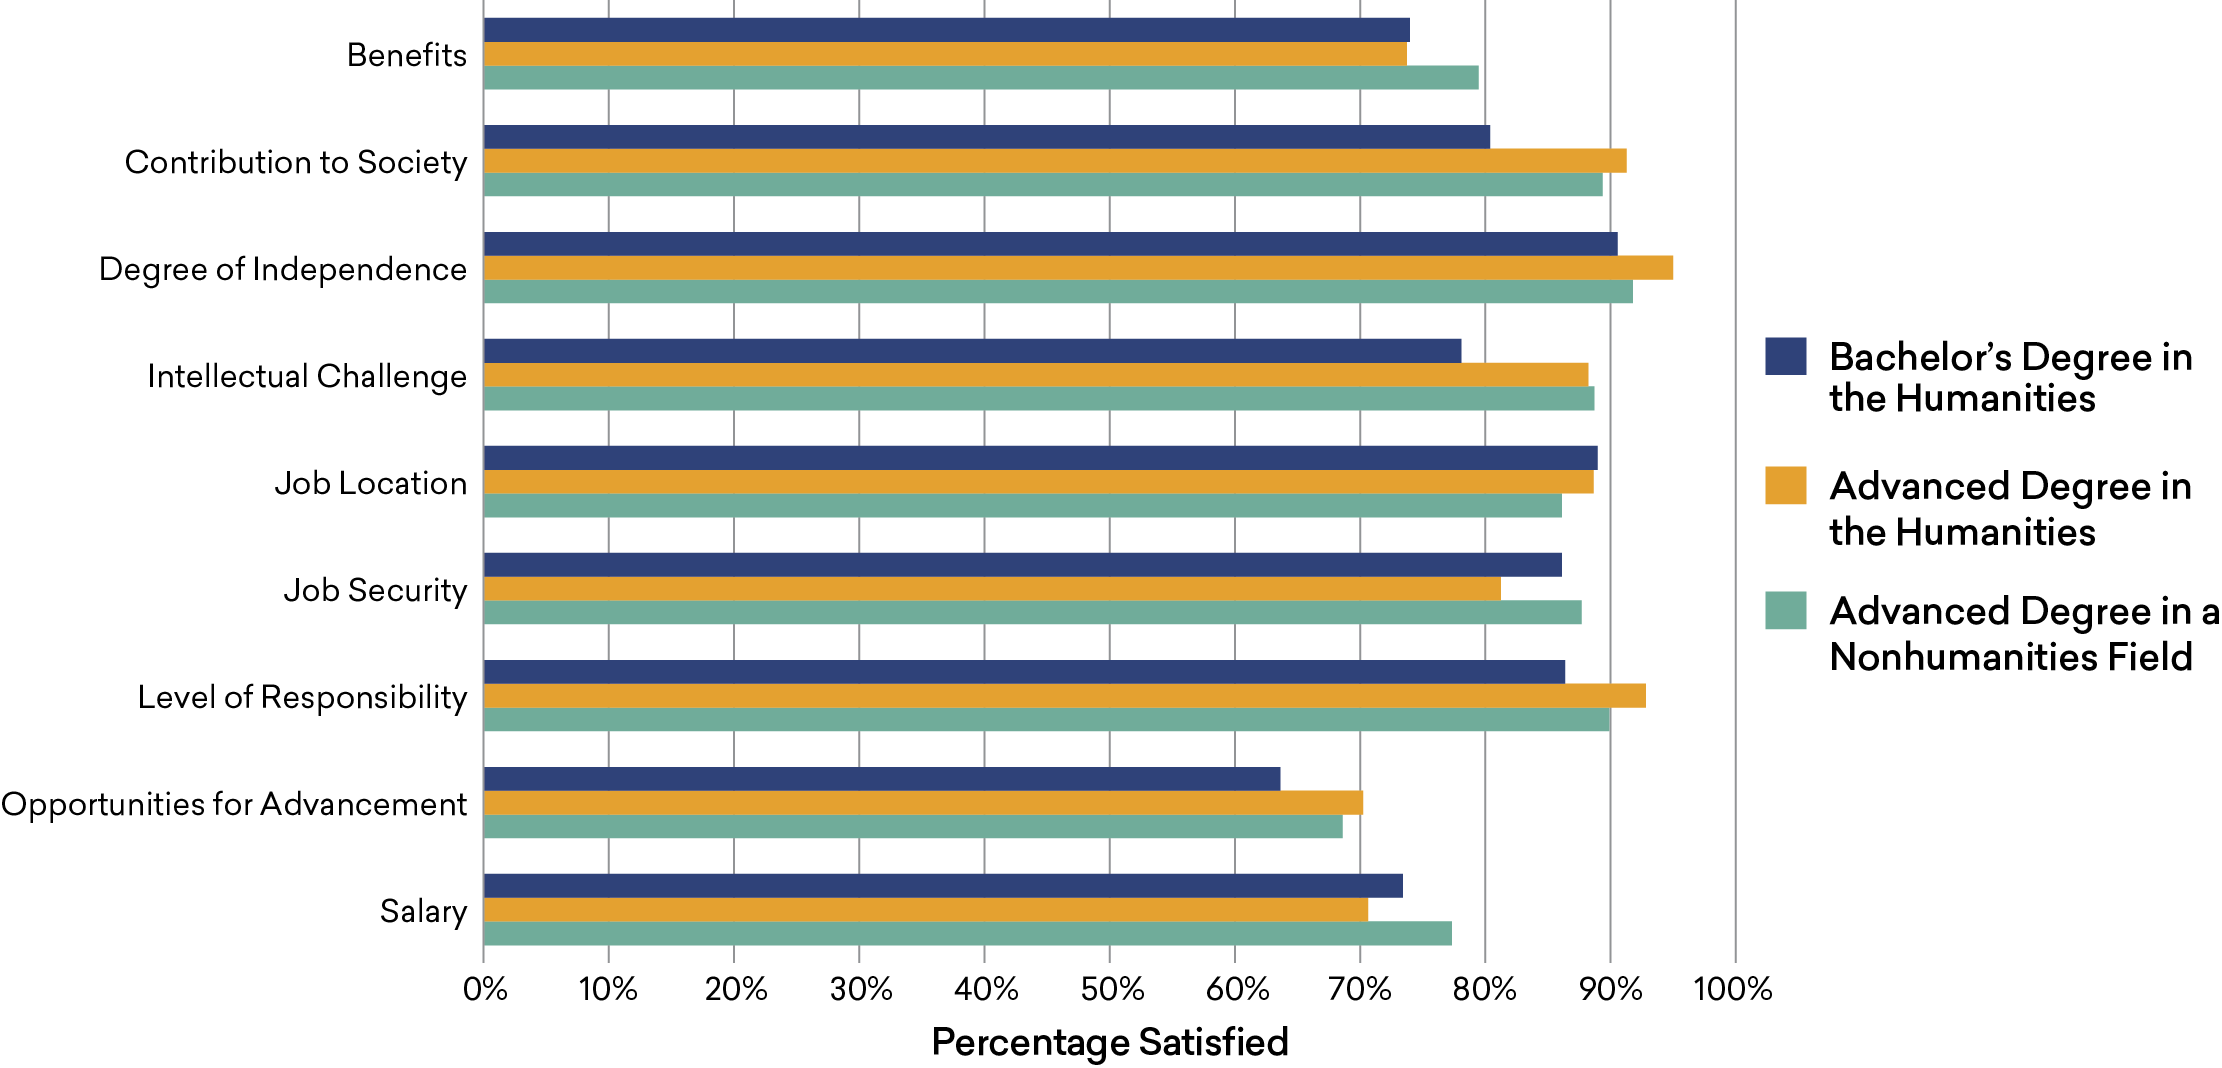 Benefits
Contribution to Society
Degree of Independence
Intellectual Challenge
Job Location
Job Security
Level of Responsibility
Opportunities for Advancement
Salary
0% 10% 20% 30% 40% 50% 60% 70% 80% 90% 100%
Percentage Satisfied
Bachelor’s Degree in
the Humanities
Advanced Degree in
the Humanities
Advanced Degree in a
Nonhumanities Field